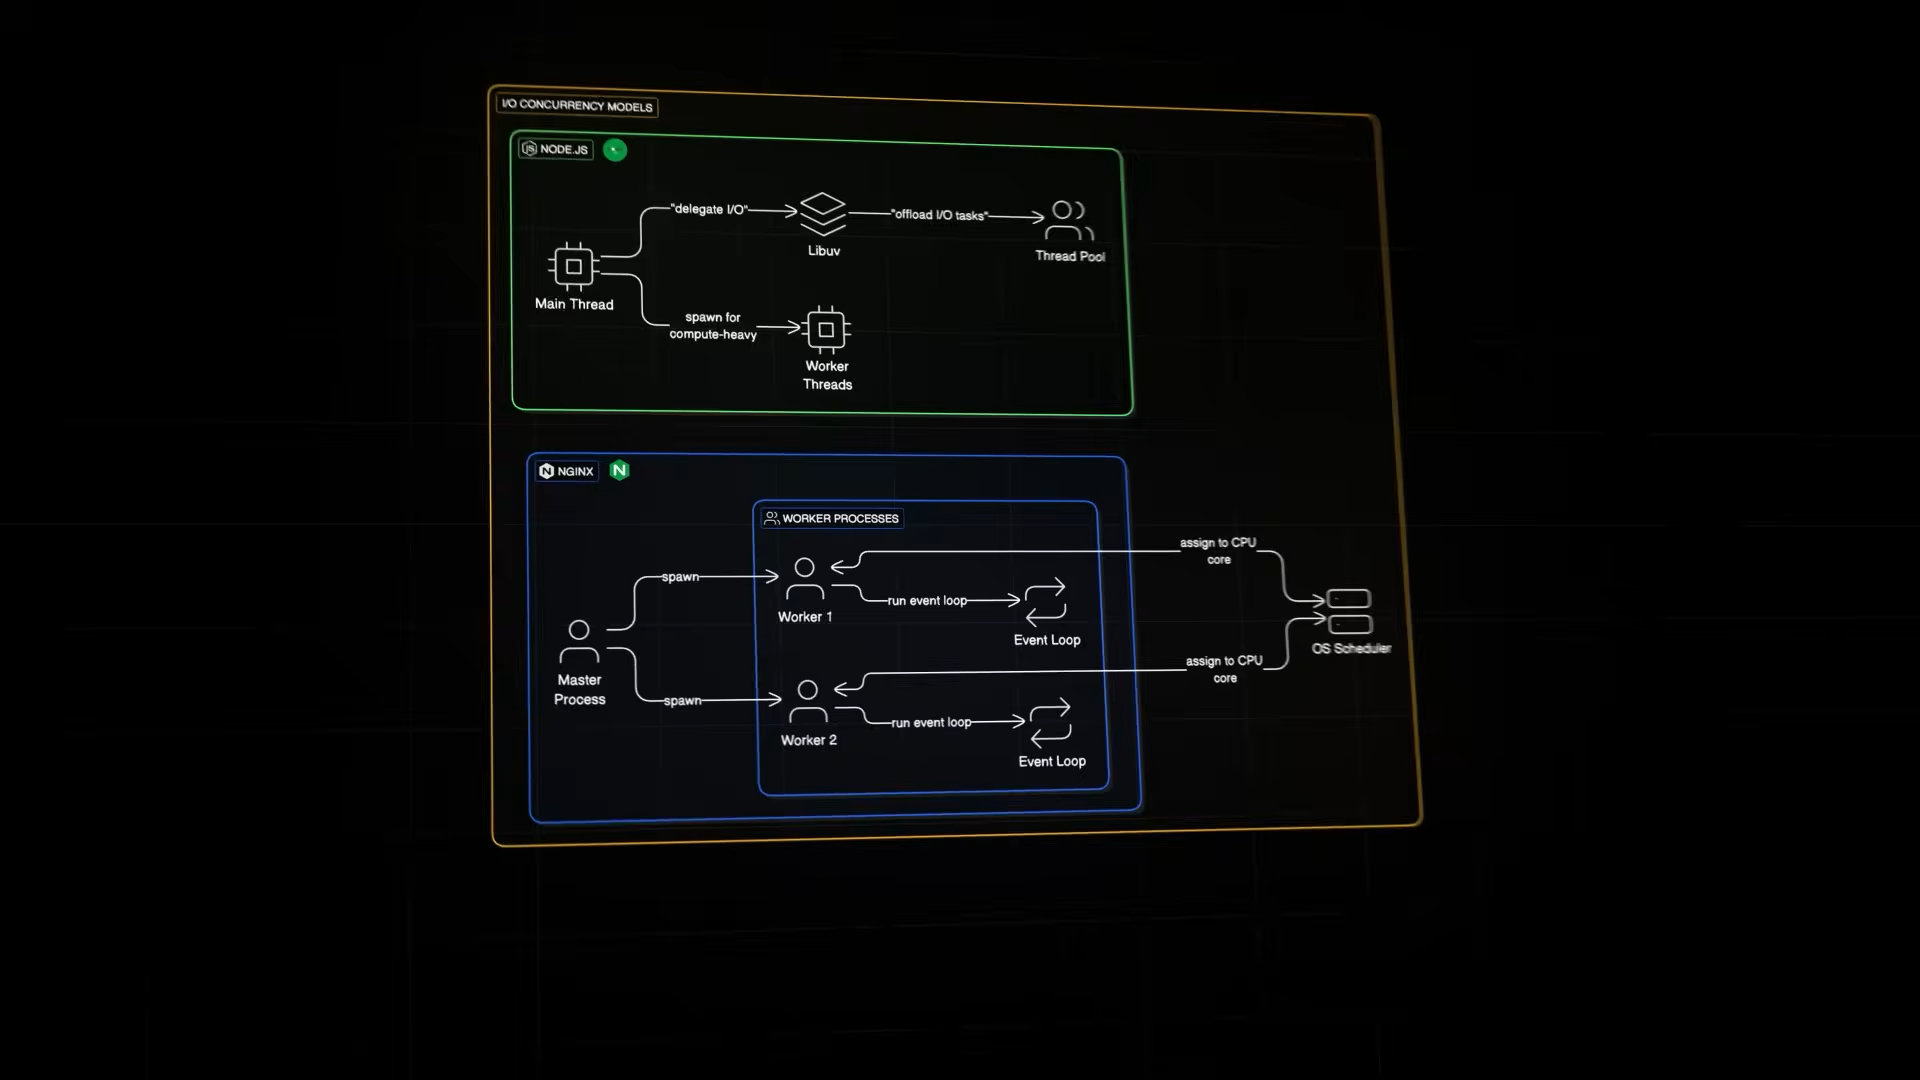 I/O CONCURRENCY MODELS
JS NODE.JS
"delegate I/O"
"offload I/O tasks"
Libuv
Thread Pool
Main Thread
spawn for
compute-heavy
Worker
Threads
N NGINX N
WORKER PROCESSES
assign to CPU
core
spawn
run event loop
Worker 1
Event Loop
OS Scheduler
Master
Process
assign to CPU
core
spawn
run event loop
Worker 2
Event Loop